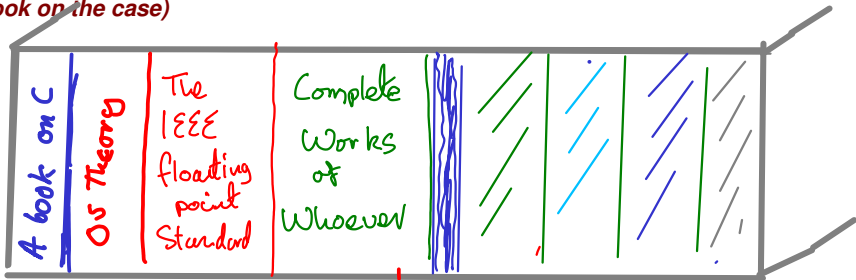 ook on the case)
A book on C
OS Theory
The
IEEE
floating
point
Standard
Complete
Works
of
Whoever